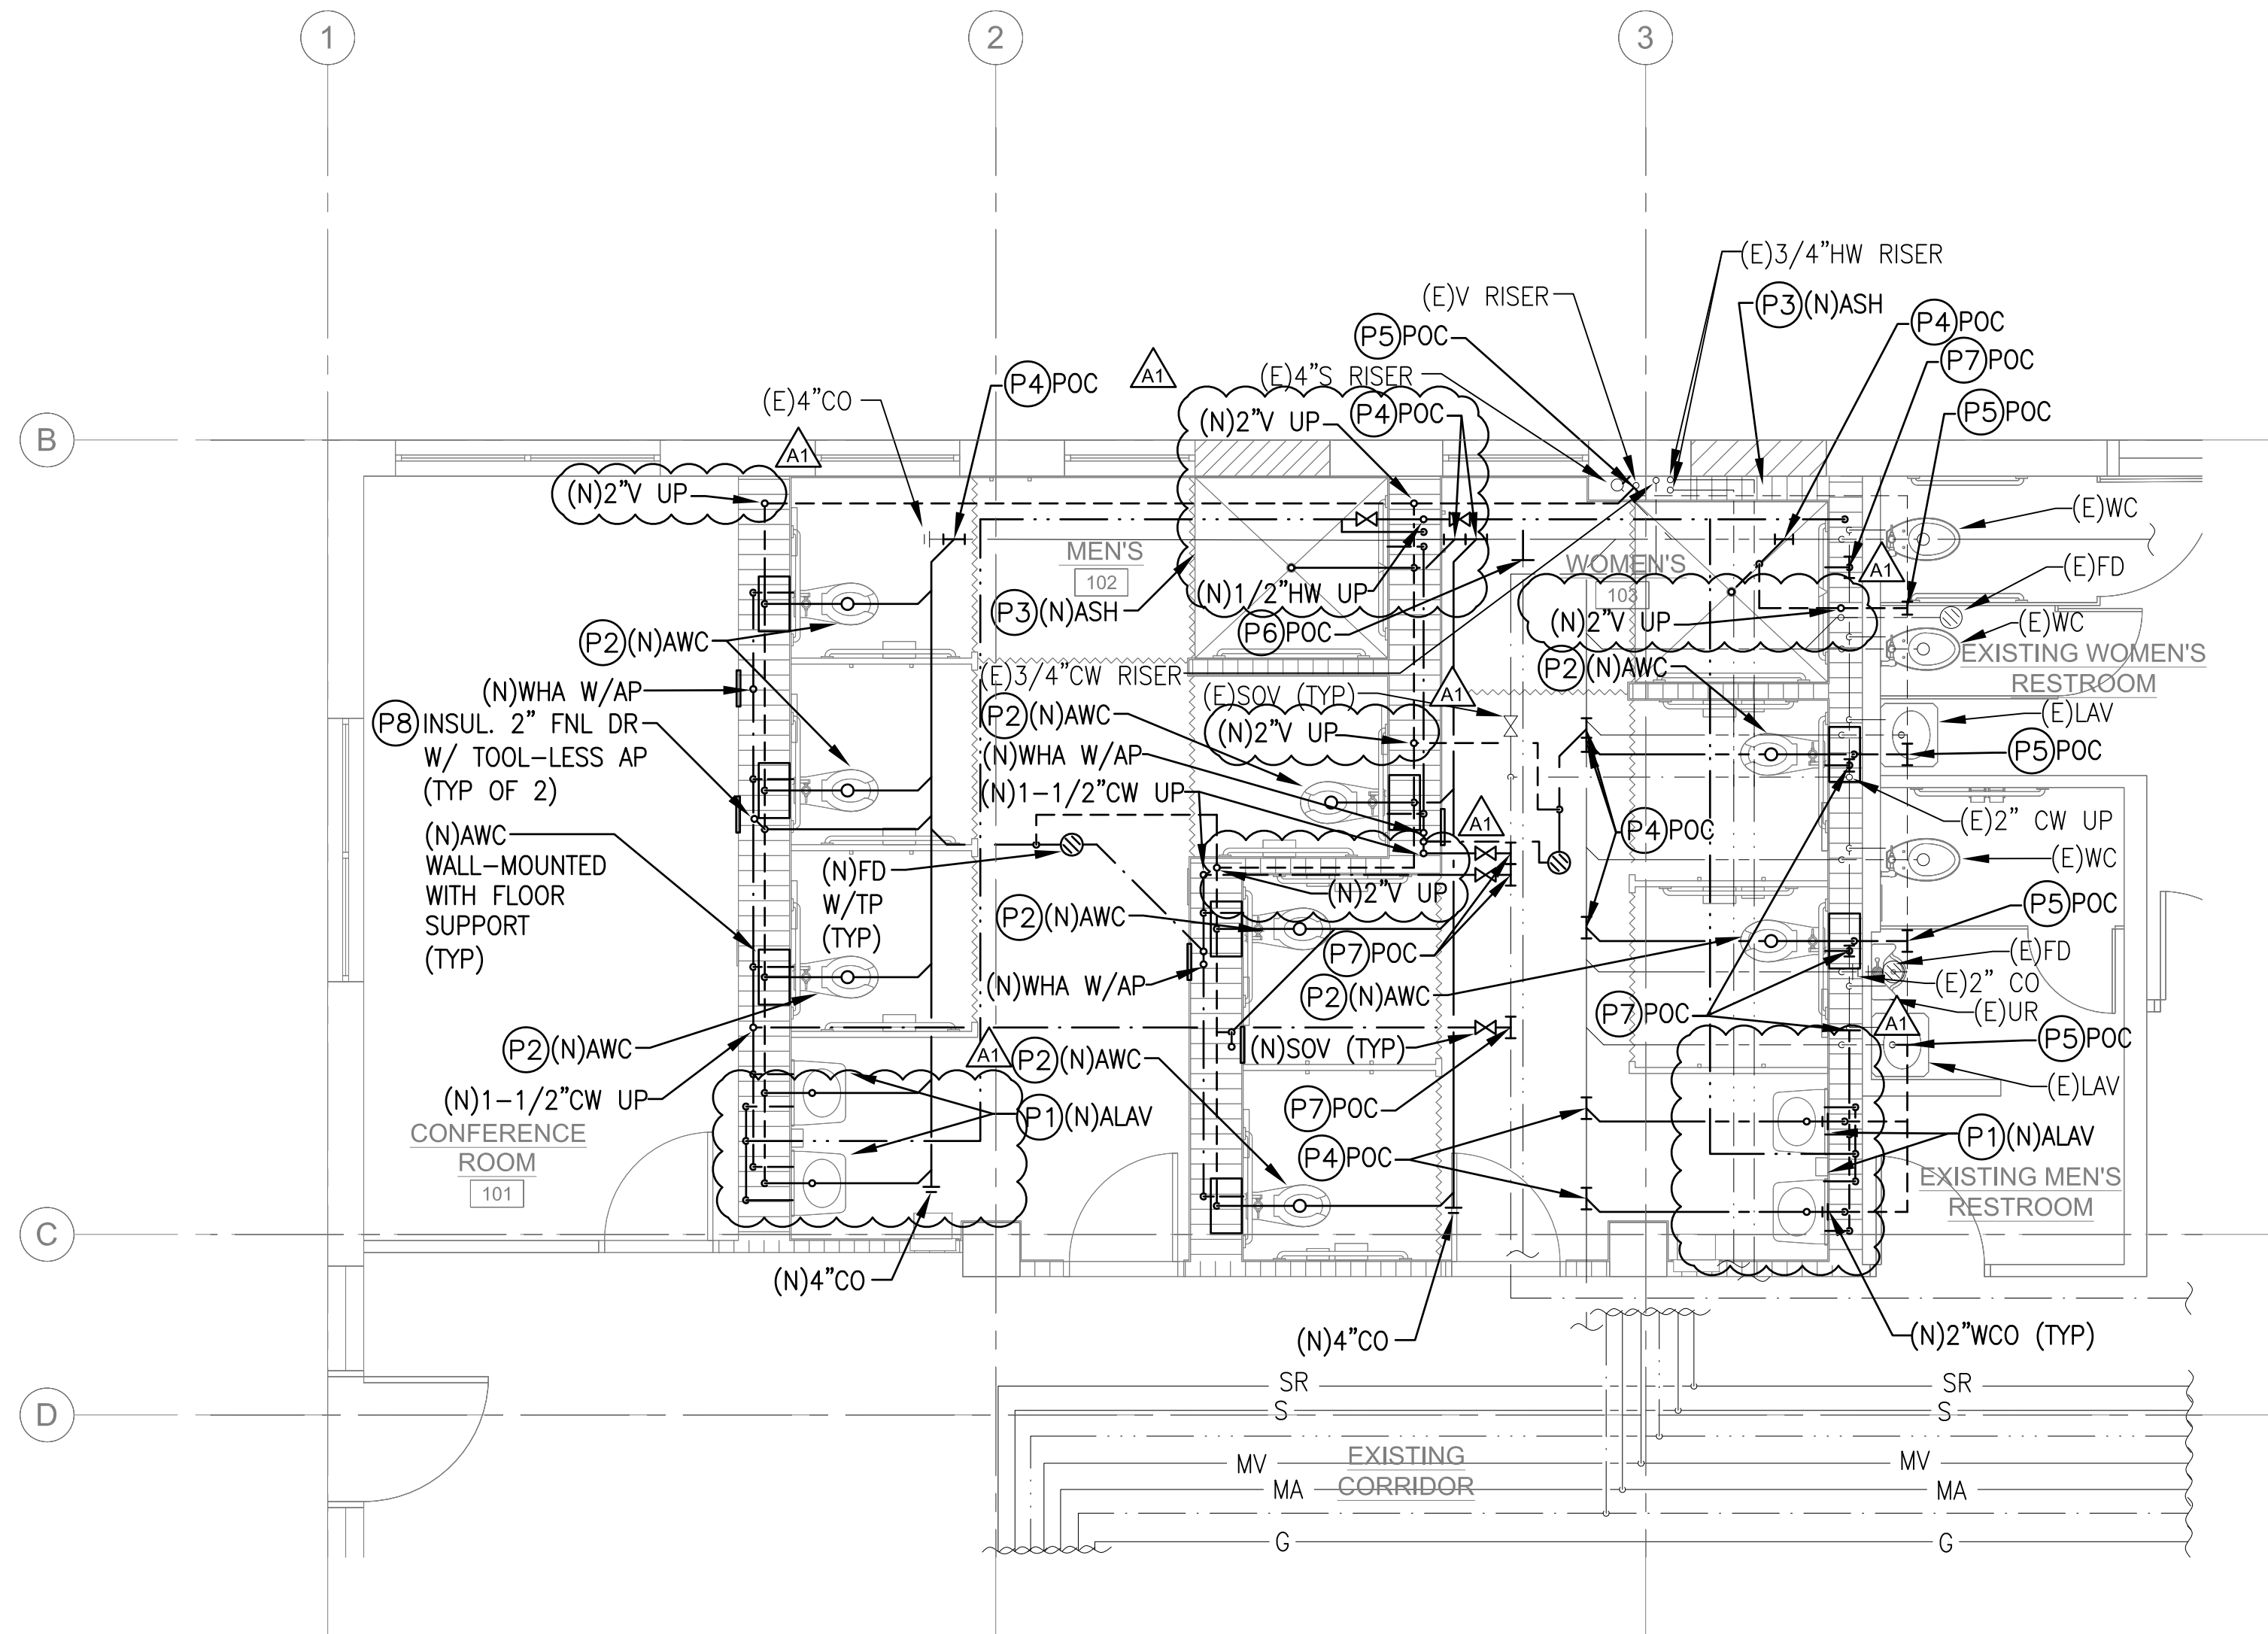 1
2
3
(E)3/4"HW RISER
(E)V RISER
P3 (N)ASH
P4 POC
P5 POC
P7 POC
(E)4"S RISER
A1
P4 POC
(E)4"CO
P5 POC
(N)2"V UP
P4 POC
B
A1
(N)2"V UP
(E)WC
MEN'S
102
WOMEN'S
103
A1
(E)FD
(N)1/2"HW UP
P3 (N)ASH
P6 POC
(N)2"V UP
(E)WC
P2 (N)AWC
EXISTING WOMEN'S
RESTROOM
(E)3/4"CW RISER
P2 (N)AWC
(N)WHA W/AP
(E)SOV (TYP)
A1
P2 (N)AWC
(E)LAV
P8 INSUL. 2" FNL DR
W/ TOOL-LESS AP
(TYP OF 2)
(N)2"V UP
(N)WHA W/AP
P5 POC
(N)1-1/2"CW UP
A1
P4 POC
(E)2" CW UP
(N)AWC
WALL-MOUNTED
WITH FLOOR
SUPPORT
(TYP)
(E)WC
(N)FD
W/TP
(TYP)
(N)2"V UP
P2 (N)AWC
P5 POC
P7 POC
(E)FD
(N)WHA W/AP
P2 (N)AWC
(E)2" CO
(E)UR
P7 POC
A1
P2 (N)AWC
A1
P2 (N)AWC
(N)SOV (TYP)
P5 POC
(E)LAV
(N)1-1/2"CW UP
P1 (N)ALAV
P7 POC
CONFERENCE
ROOM
101
P4 POC
P1 (N)ALAV
EXISTING MEN'S
RESTROOM
C
(N)4"CO
(N)4"CO
(N)2"WCO (TYP)
SR
SR
D
S
S
MV
EXISTING
CORRIDOR
MV
MA
MA
G
G